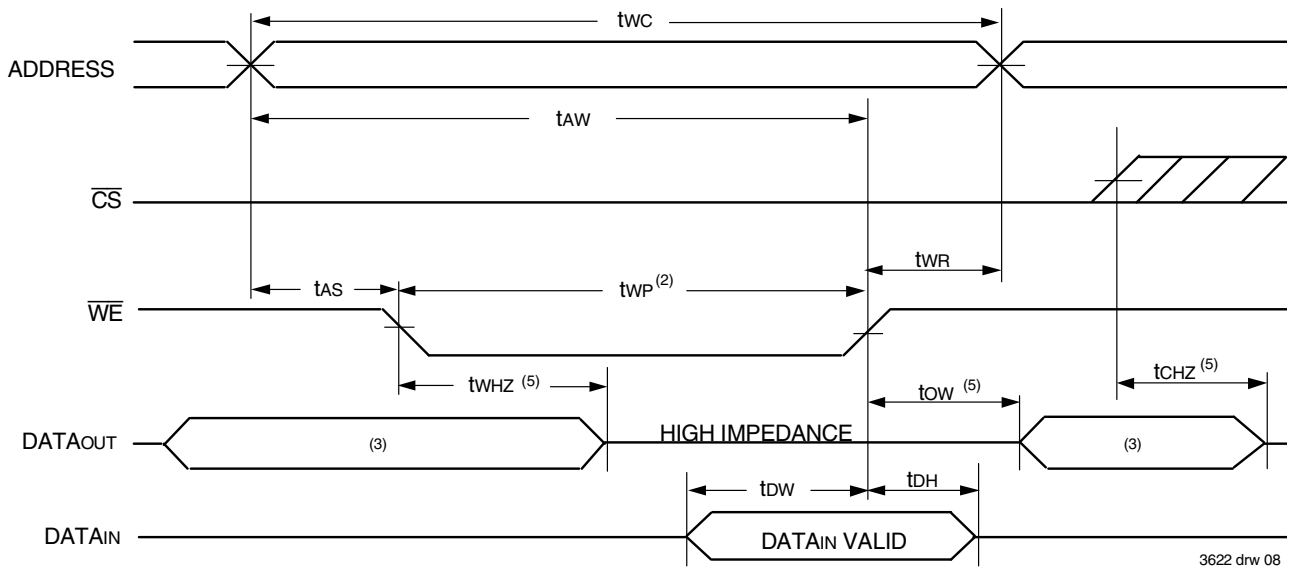 tWC
ADDRESS
tAW
CS
tWR
tAS
tWP (2)
WE
tWHZ (5)
tOW (5)
tCHZ (5)
DATAOUT
(3)
HIGH IMPEDANCE
(3)
tDW
tDH
DATAIN
DATAIN VALID
3622 drw 08